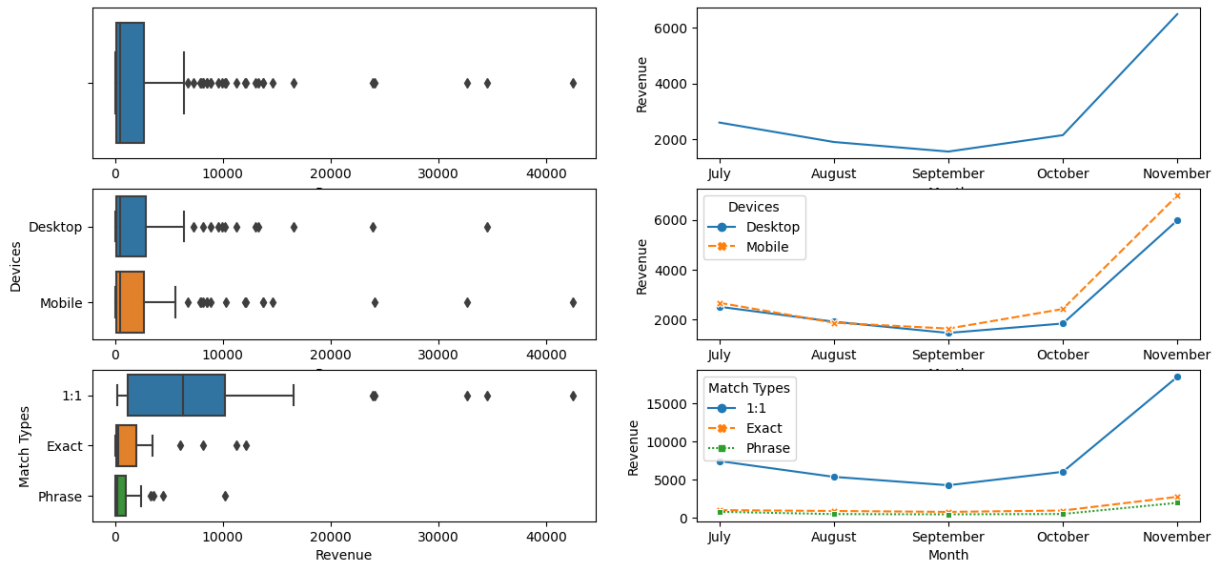 0
10000
20000
30000
40000
Revenue
6000
4000
2000
July
August
September
October
November
Devices
Desktop
Mobile
0
10000
20000
30000
40000
Revenue
6000
4000
2000
Devices
Desktop
Mobile
July
August
September
October
November
Match Types
1:1
Exact
Phrase
0
10000
20000
30000
40000
Revenue
Revenue
15000
10000
5000
0
Match Types
1:1
Exact
Phrase
July
August
September
October
November
Month